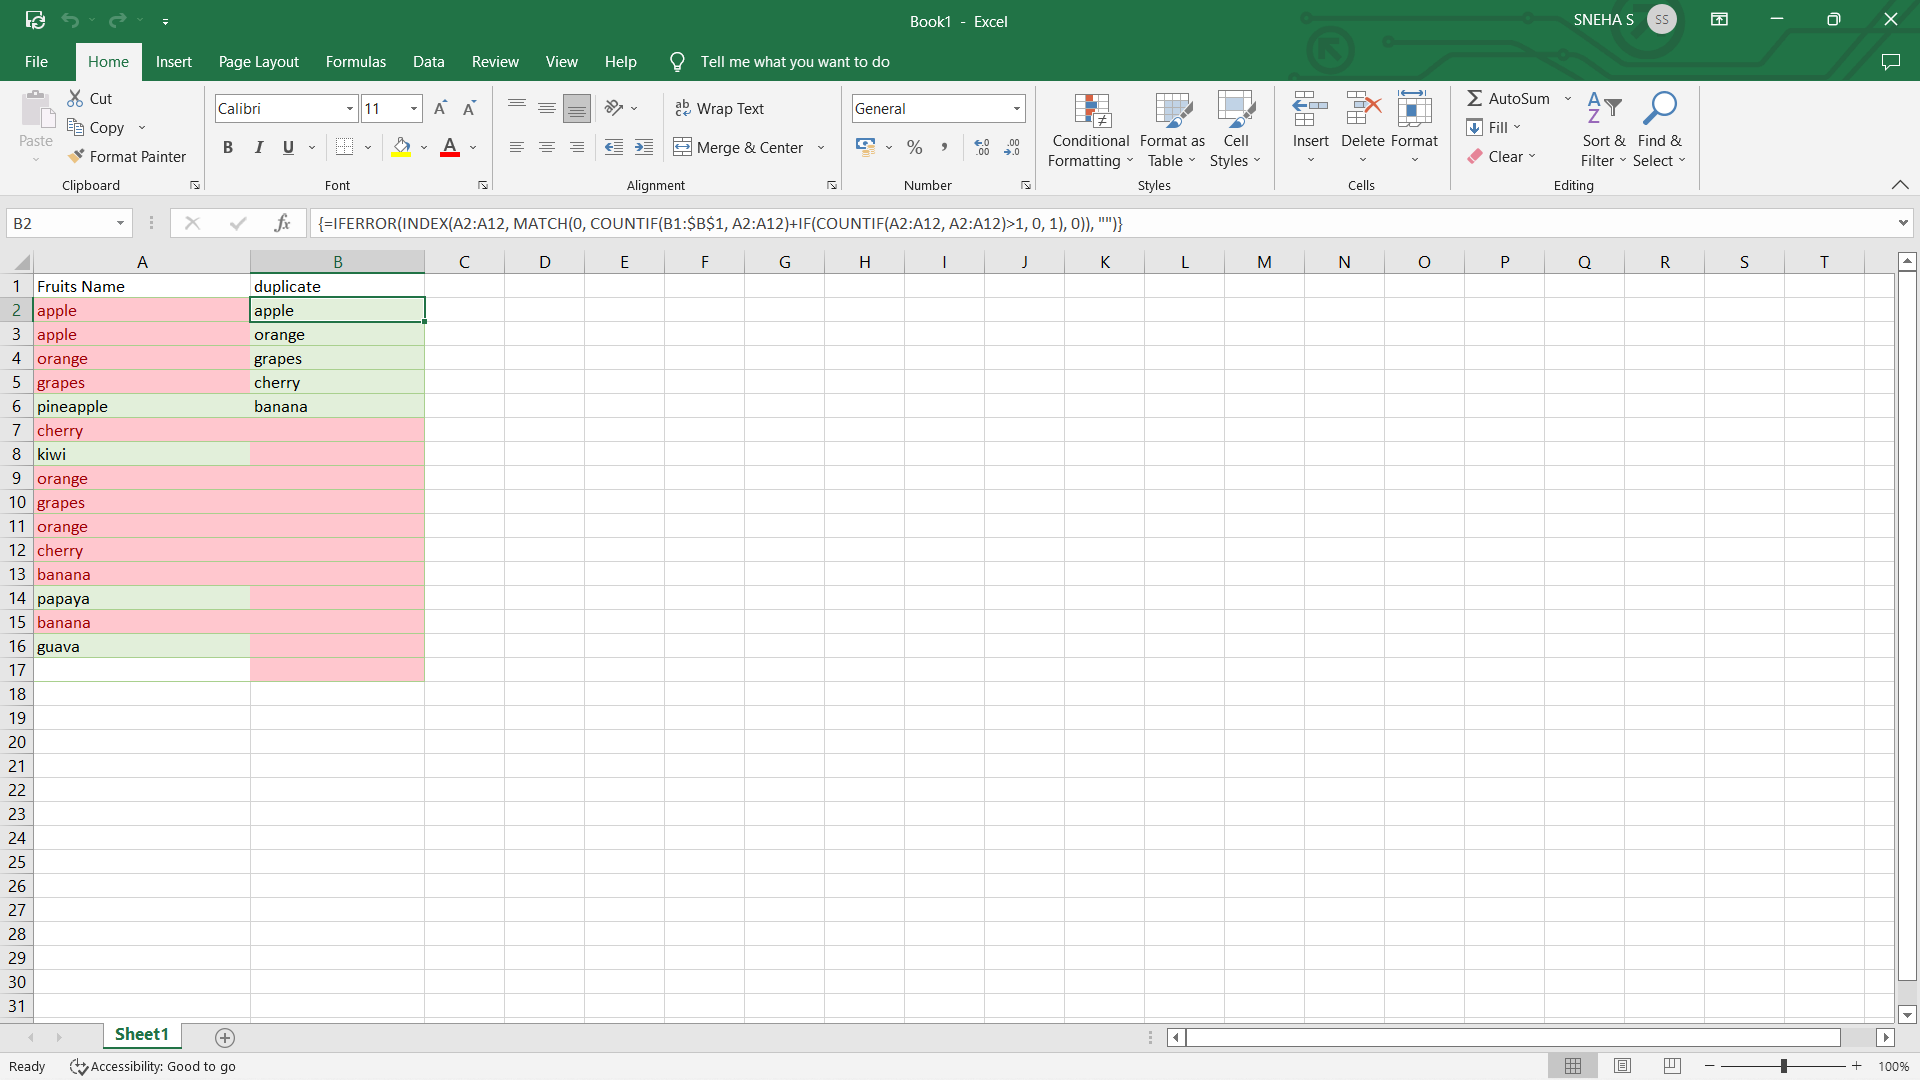 Book1 - Excel
SNEHA S
SS
File Home Insert Page Layout Formulas Data Review View Help Tell me what you want to do
Paste
Cut
Copy
Format Painter
Clipboard
Calibri 11 A A
B I U A
Font
ab Wrap Text
Merge & Center
Alignment
General
% , .00 .00
Number
Conditional Formatting
Format as Table
Cell Styles
Styles
Insert Delete Format
Cells
AutoSum
Fill
Clear
Sort & Filter
Find & Select
Editing
B2 fx {=IFERROR(INDEX(A2:A12, MATCH(0, COUNTIF(B1:$B$1, A2:A12)+IF(COUNTIF(A2:A12, A2:A12)>1, 0, 1), 0)), "")}
A B C D E F G H I J K L M N O P Q R S T
1 Fruits Name duplicate
2 apple apple
3 apple orange
4 orange grapes
5 grapes cherry
6 pineapple banana
7 cherry
8 kiwi
9 orange
10 grapes
11 orange
12 cherry
13 banana
14 papaya
15 banana
16 guava
17
18
19
20
21
22
23
24
25
26
27
28
29
30
31
Sheet1
Ready Accessibility: Good to go 100%